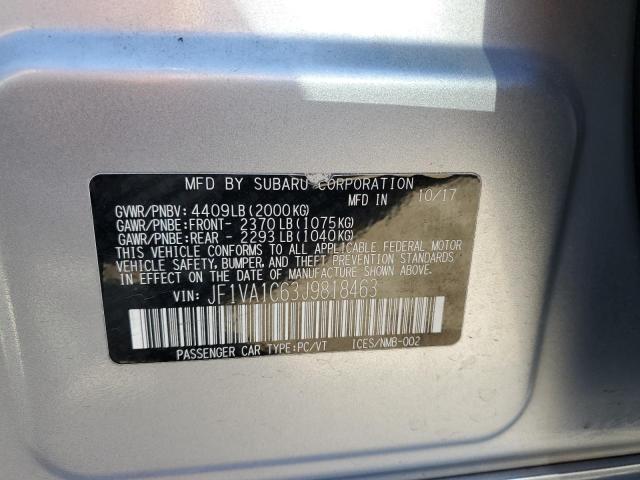 MFD BY SUBARU CORPORATION
MFD IN 10/17
GVWR/PNBV: 4409LB(2000KG)
GAWR/PNBE:FRONT- 2370LB(1075KG)
GAWR/PNBE:REAR - 2293LB(1040KG)
THIS VEHICLE CONFORMS TO ALL APPLICABLE FEDERAL MOTOR
VEHICLE SAFETY, BUMPER, AND THEFT PREVENTION STANDARDS
IN EFFECT ON THE DATE OF MANUFACTURE SHOWN ABOVE.
VIN: JF1VA1C63J9818463
PASSENGER CAR TYPE:PC/VT ICES/NMB-002